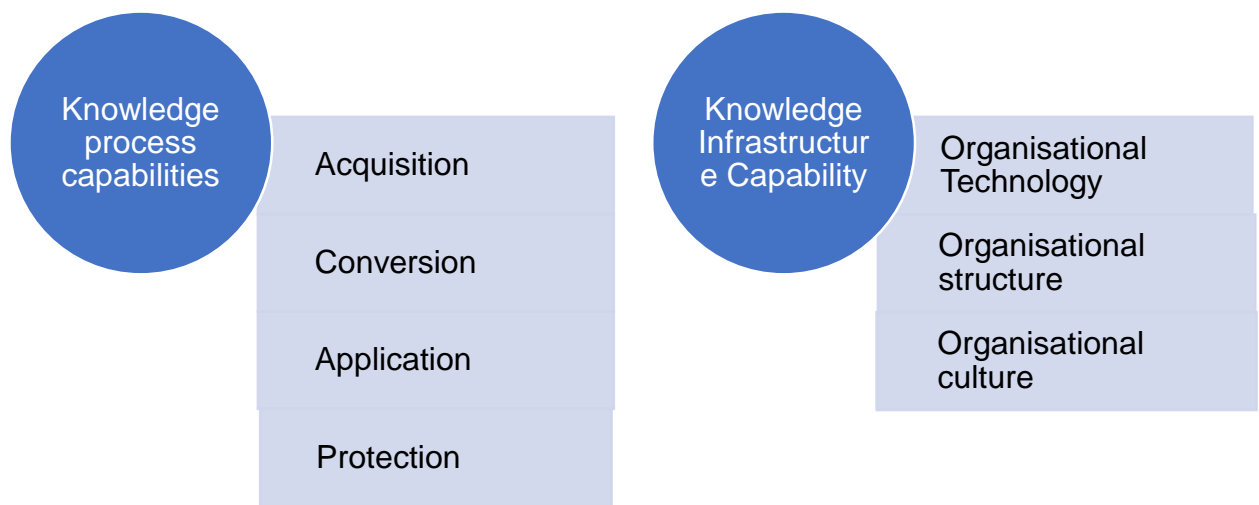 Knowledge
process
capabilities
Acquisition
Conversion
Application
Protection
Knowledge
Infrastructur
e Capability
Organisational
Technology
Organisational
structure
Organisational
culture